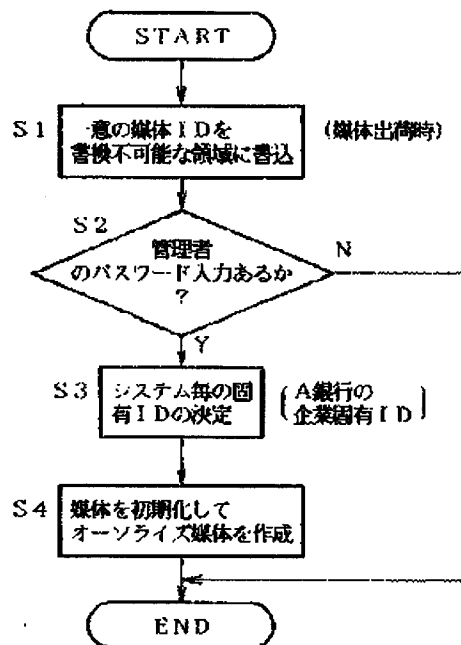 START
S1
一意の媒体IDを
書換不可能な領域に書込
(媒体出荷時)
S2
管理者
のパスワード入力あるか
?
N
Y
S3
システム毎の固
有IDの決定
A銀行の
企業固有ID
S4
媒体を初期化して
オーソライズ媒体を作成
END